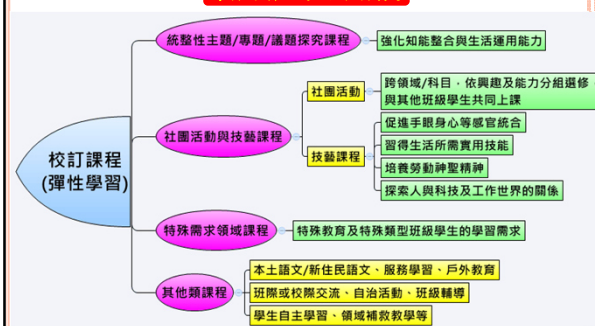 校訂課程
(彈性學習)
統整性主題/專題/議題探究課程
強化知能整合與生活運用能力
社團活動與技藝課程
社團活動
跨領域/科目，依興趣及能力分組選修，
與其他班級學生共同上課
技藝課程
促進手眼身心等感官統合
習得生活所需實用技能
培養勞動神聖精神
探索人與科技及工作世界的關係
特殊需求領域課程
特殊教育及特殊類型班級學生的學習需求
其他類課程
本土語文/新住民語文、服務學習、戶外教育
班際或校際交流、自治活動、班級輔導
學生自主學習、領域補救教學等